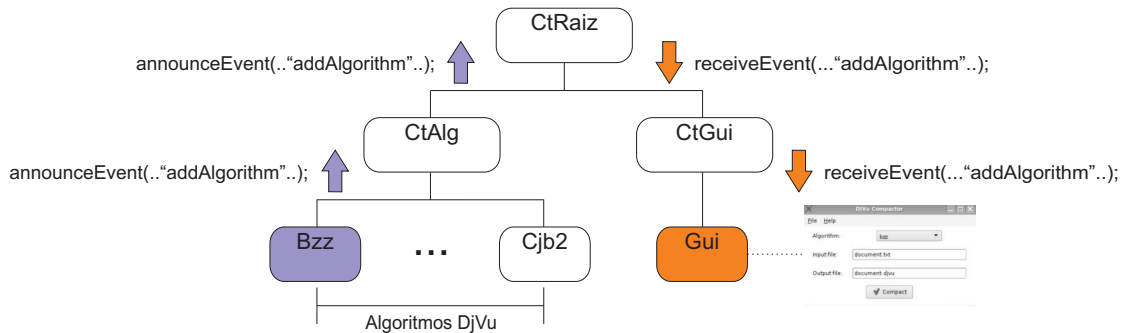 CtRaiz
announceEvent(..“addAlgorithm”..);
receiveEvent(...“addAlgorithm”..);
CtAlg
CtGui
announceEvent(..“addAlgorithm”..);
receiveEvent(...“addAlgorithm”..);
DjVu Compactor
File Help
Algorithm: bzz
Input file: document.txt
Output file: document.djvu
Compact
Bzz
...
Cjb2
Gui
Algoritmos DjVu